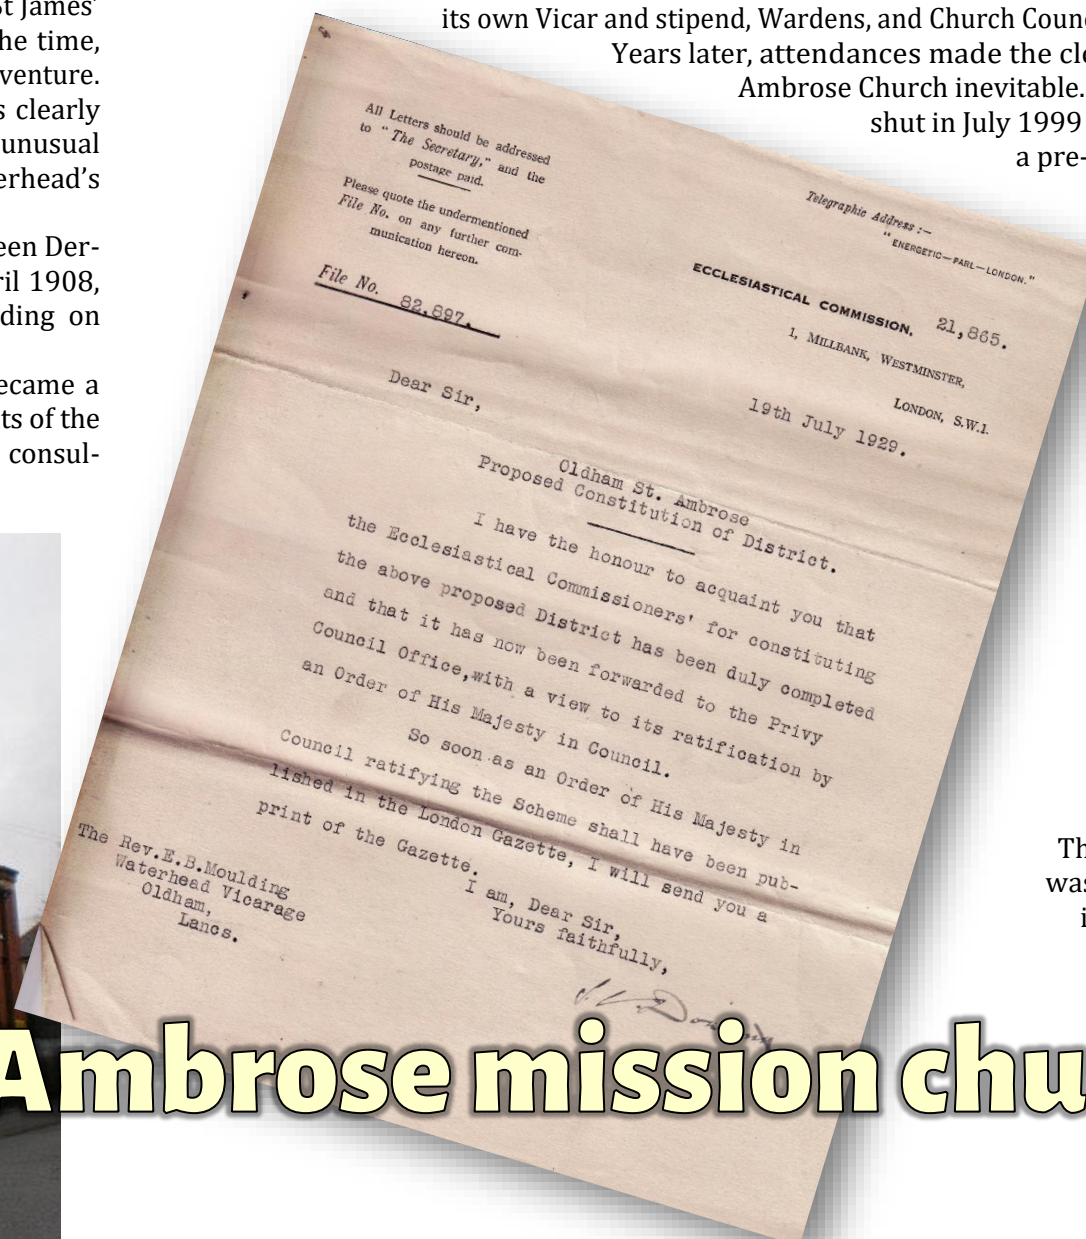 St James'
he time,
venture.
s clearly
unusual
erhead's
een Der-
ril 1908,
ding on
ecame a
ts of the
consul-
its own Vicar and stipend, Wardens, and Church Counc
Years later, attendances made the clo
Ambrose Church inevitable.
shut in July 1999
a pre-
All Letters should be addressed
to "The Secretary," and the
postage paid.
Please quote the undermentioned
File No. on any further com-
munication hereon.
File No. 82,897.
Telegraphic Address :—
"ENERGETIC—PARL—LONDON."
ECCLESIASTICAL COMMISSION, 21,865.
1, MILLBANK, WESTMINSTER,
LONDON, S.W.1.
19th July 1929.
Dear Sir,
Oldham St. Ambrose
Proposed Constitution of District.
I have the honour to acquaint you that
the Ecclesiastical Commissioners' for constituting
the above proposed District has been duly completed
and that it has now been forwarded to the Privy
Council Office,with a view to its ratification by
an Order of His Majesty in Council.
So soon as an Order of His Majesty in
Council ratifying the Scheme shall have been pub-
lished in the London Gazette, I will send you a
print of the Gazette.
I am, Dear Sir,
Yours faithfully,
The Rev.E.B.Moulding
Waterhead Vicarage
Oldham,
Lancs.
Th
was
i
Ambrose mission chu